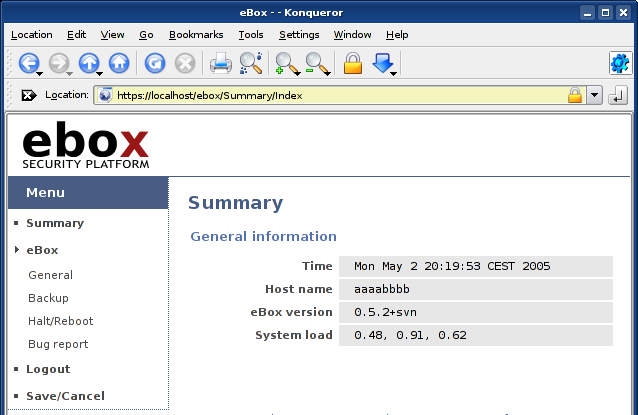 eBox - - Konqueror
Location Edit View Go Bookmarks Tools Settings Window Help
Location: https://localhost/ebox/Summary/Index
ebox
SECURITY PLATFORM
Menu
Summary
eBox
General
Backup
Halt/Reboot
Bug report
Logout
Save/Cancel
Summary
General information
Time Mon May 2 20:19:53 CEST 2005
Host name aaaabbbb
eBox version 0.5.2+svn
System load 0.48, 0.91, 0.62